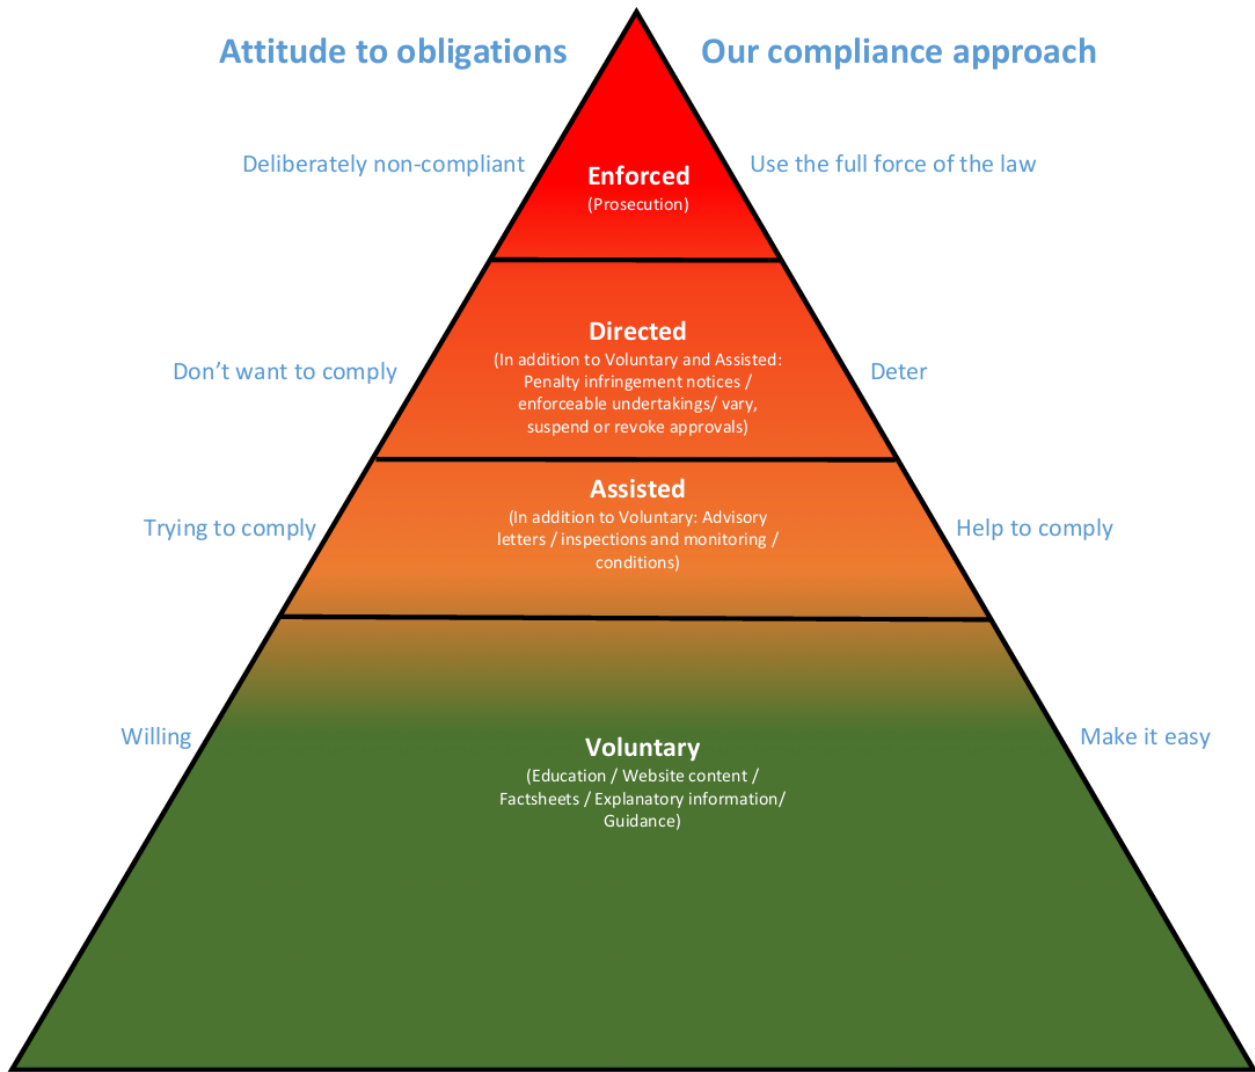 Attitude to obligations
Our compliance approach
Deliberately non-compliant
Enforced
(Prosecution)
Use the full force of the law
Don’t want to comply
Directed
(In addition to Voluntary and Assisted:
Penalty infringement notices /
enforceable undertakings/ vary,
suspend or revoke approvals)
Deter
Trying to comply
Assisted
(In addition to Voluntary: Advisory
letters / inspections and monitoring /
conditions)
Help to comply
Willing
Voluntary
(Education / Website content /
Factsheets / Explanatory information/
Guidance)
Make it easy